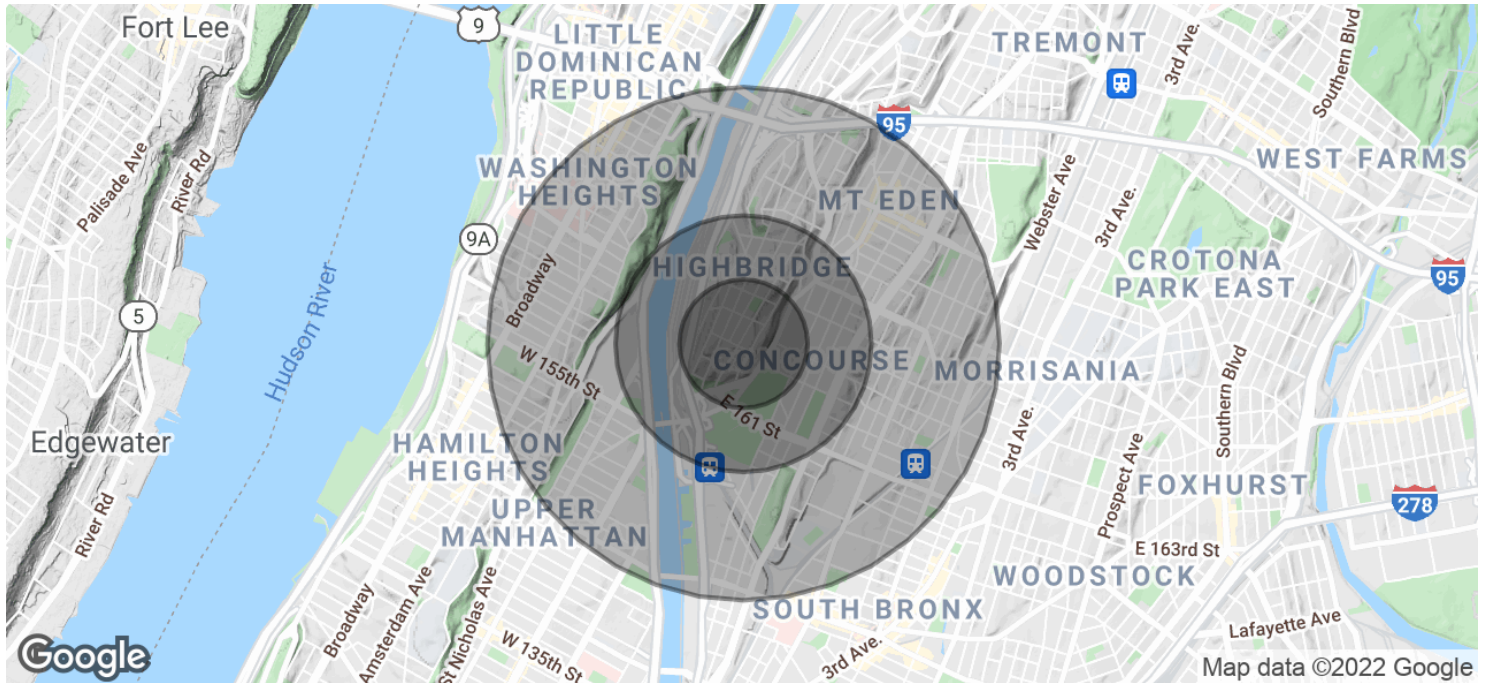 Fort Lee
9
LITTLE
DOMINICAN
REPUBLIC
TREMONT
3rd Ave.
Southern Blvd
95
WEST FARMS
Palisade Ave
River Rd
WASHINGTON
HEIGHTS
MT EDEN
Webster Ave
3rd Ave.
9A
HIGHBRIDGE
CROTONA
PARK EAST
95
5
Hudson River
Broadway
W 155th St
CONCOURSE
MORRISANIA
Southern Blvd
E 161 St
3rd Ave.
Edgewater
HAMILTON
HEIGHTS
Prospect Ave
FOXHURST
278
River Rd
UPPER
MANHATTAN
E 163rd St
WOODSTOCK
Broadway
Amsterdam Ave
St Nicholas Ave
W 135th St
SOUTH BRONX
3rd Ave.
Lafayette Ave
Google
Map data ©2022 Google